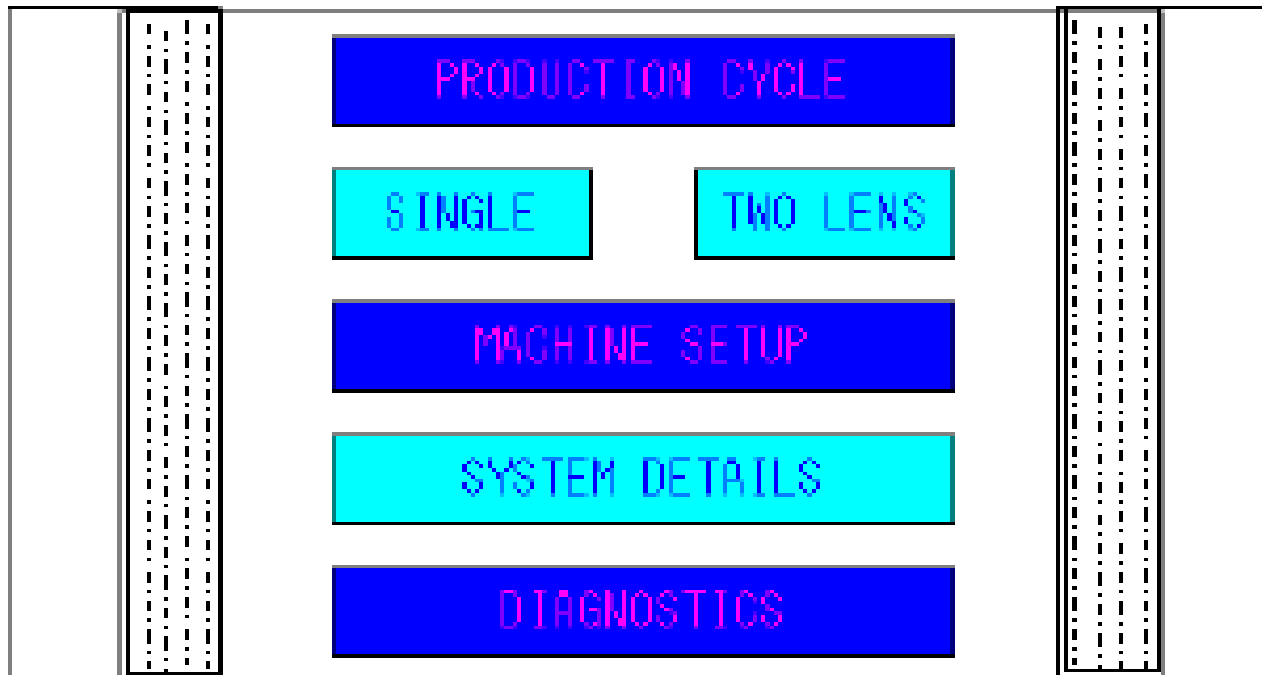 PRODUCTION CYCLE
SINGLE TWO LENS
MACHINE SETUP
SYSTEM DETAILS
DIAGNOSTICS